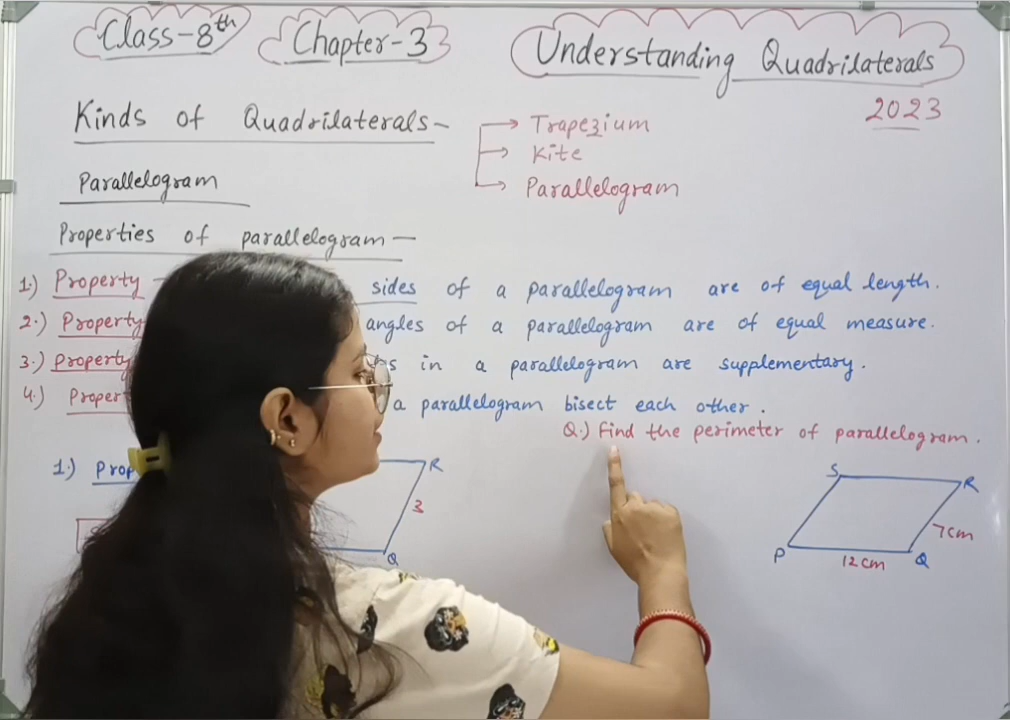 Class-8th Chapter-3 Understanding Quadrilaterals
2023
Kinds of Quadrilaterals-
Trapezium
Kite
Parallelogram
Parallelogram
Properties of parallelogram-
1.) Property sides of a parallelogram are of equal length.
2.) Property angles of a parallelogram are of equal measure.
3.) Property in a parallelogram are supplementary.
4.) a parallelogram bisect each other.
Q.) Find the perimeter of parallelogram.
1.)
R
3
Q
S
R
7cm
P
12cm
Q